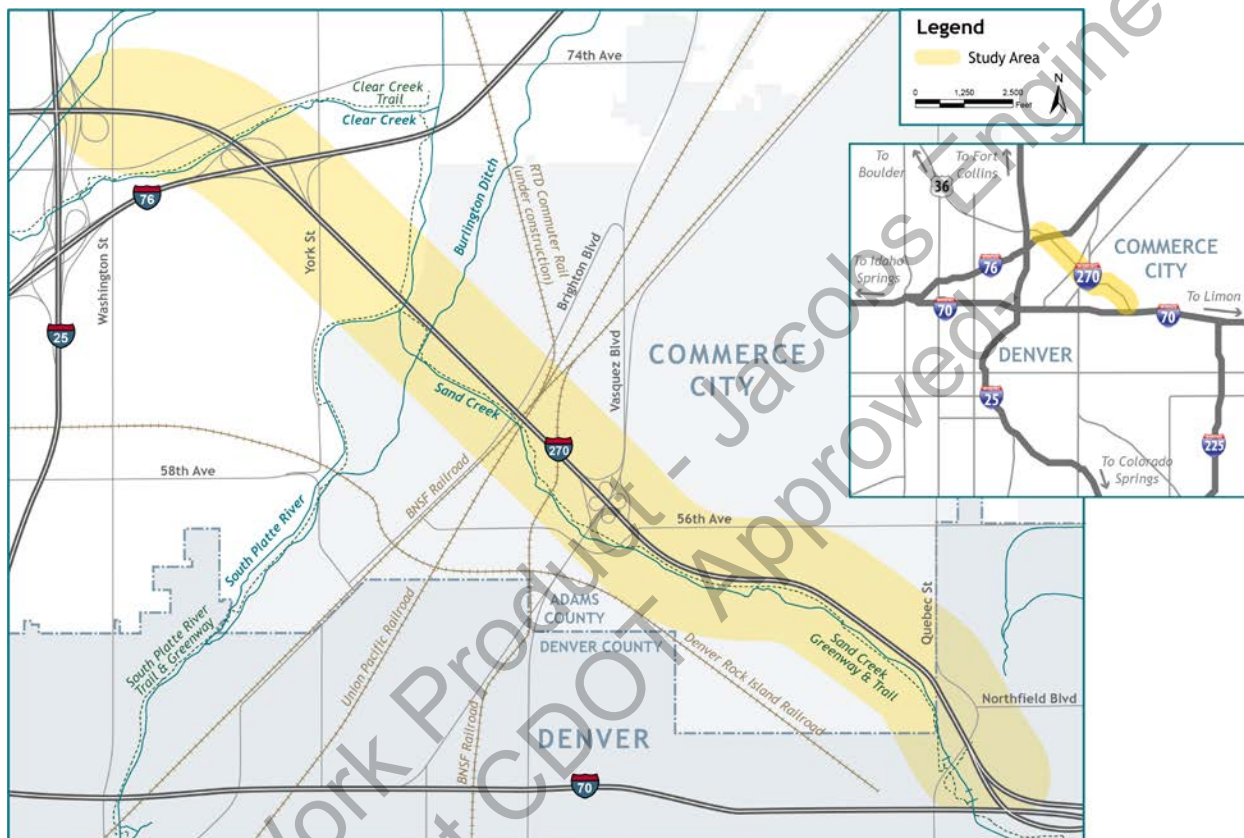 Legend
Study Area
0 1,250 2,500
Feet
N
74th Ave
Clear Creek
Trail
Clear Creek
76
Washington St
York St
25
Burlington Ditch
RTD Commuter Rail
(under construction)
Brighton Blvd
Vasquez Blvd
COMMERCE
CITY
Sand Creek
270
58th Ave
BNSF Railroad
56th Ave
South Platte River
South Platte River
Trail & Greenway
Union Pacific Railroad
BNSF Railroad
ADAMS
COUNTY
DENVER COUNTY
Denver Rock Island Railroad
Sand Creek
Greenway & Trail
Quebec St
Northfield Blvd
DENVER
70
To
Boulder
To Fort
Collins
36
COMMERCE
CITY
To Idaho
Springs
76
270
70
To Limon
70
DENVER
25
225
To Colorado
Springs
ork Product - Jacobs Engine
t CDOT Approved